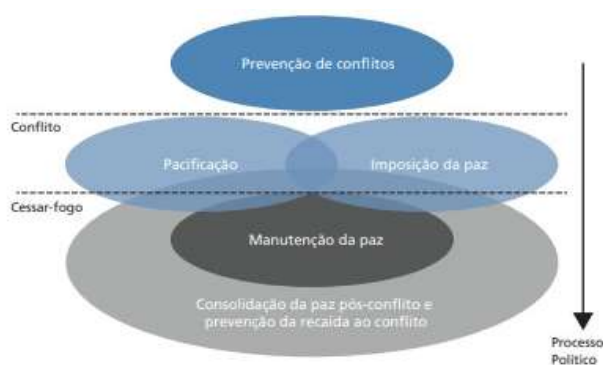 Prevenção de conflitos
Conflito
Pacificação
Imposição da paz
Cessar-fogo
Manutenção da paz
Consolidação da paz pós-conflito e
prevenção da recaída ao conflito
Processo
Político